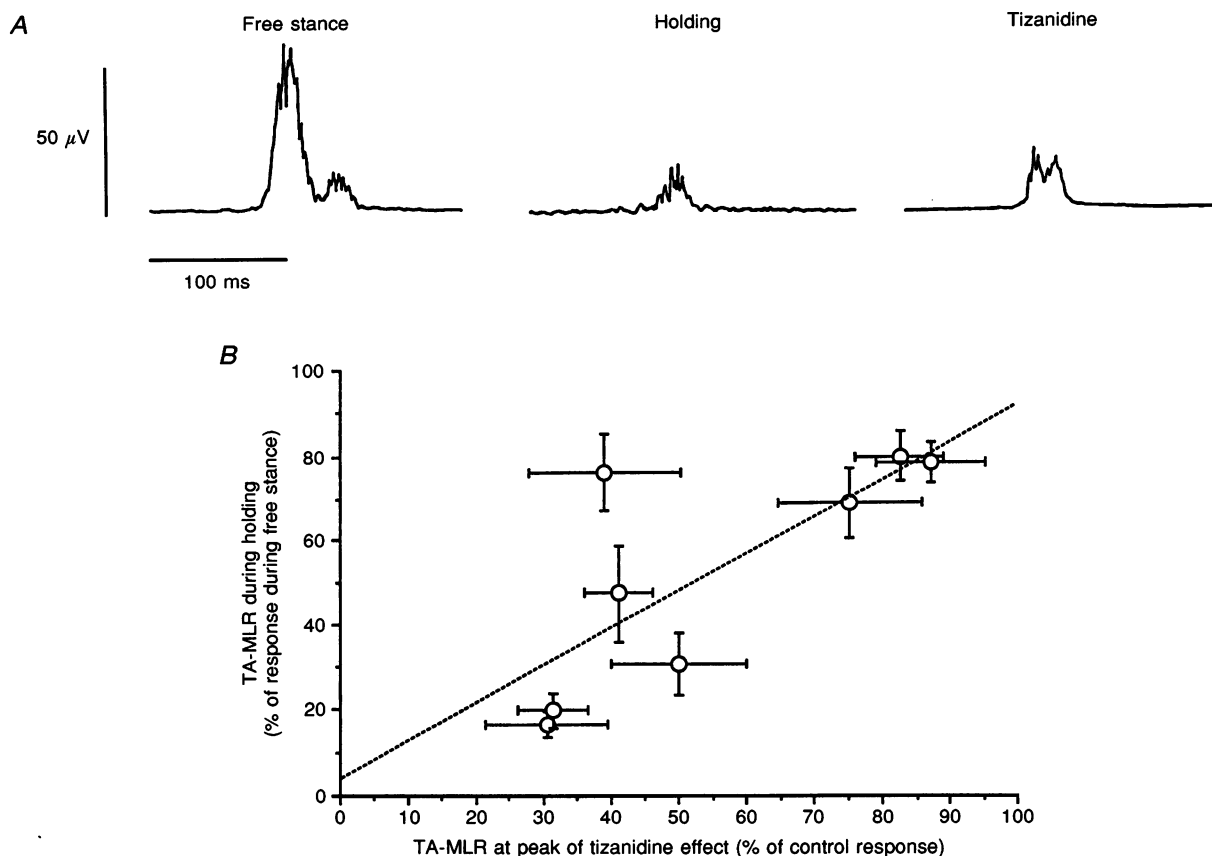 A
Free stance
Holding
Tizanidine
50 μV
100 ms
B
100
80
60
40
20
0
TA-MLR during holding
(% of response during free stance)
0 10 20 30 40 50 60 70 80 90 100
TA-MLR at peak of tizanidine effect (% of control response)